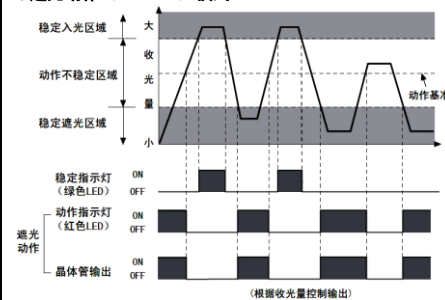 稳定入光区域
动作不稳定区域
稳定遮光区域
大
收
光
量
小
动作基准
稳定指示灯
(绿色LED)
ON
OFF
遮光
动作
动作指示灯
(红色LED)
ON
OFF
晶体管输出
ON
OFF
(根据收光量控制输出)